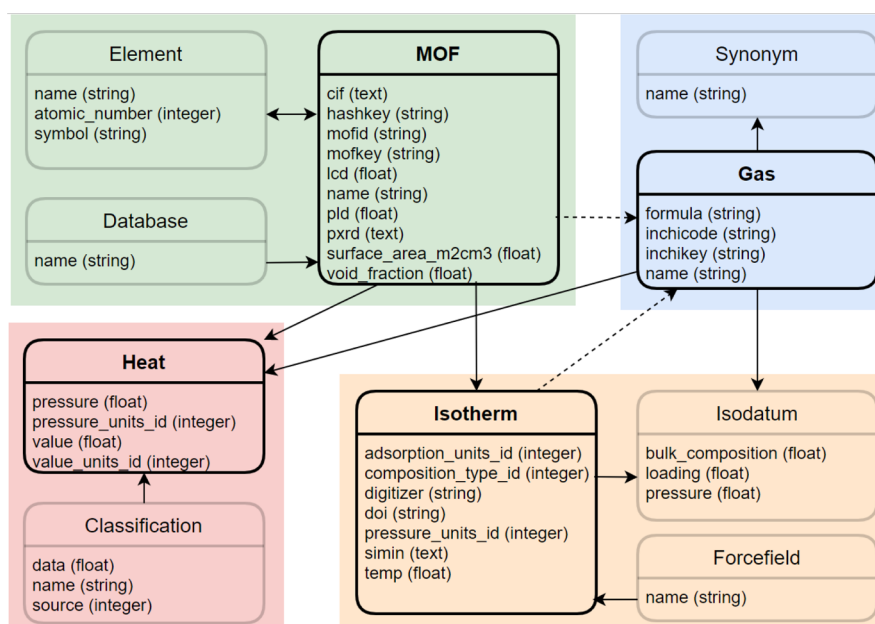 Element
name (string)
atomic_number (integer)
symbol (string)
MOF
cif (text)
hashkey (string)
mofid (string)
mofkey (string)
lcd (float)
name (string)
pld (float)
pxrd (text)
surface_area_m2cm3 (float)
void_fraction (float)
Synonym
name (string)
Database
name (string)
Gas
formula (string)
inchicode (string)
inchikey (string)
name (string)
Heat
pressure (float)
pressure_units_id (integer)
value (float)
value_units_id (integer)
Classification
data (float)
name (string)
source (integer)
Isotherm
adsorption_units_id (integer)
composition_type_id (integer)
digitizer (string)
doi (string)
pressure_units_id (integer)
simin (text)
temp (float)
Isodatum
bulk_composition (float)
loading (float)
pressure (float)
Forcefield
name (string)